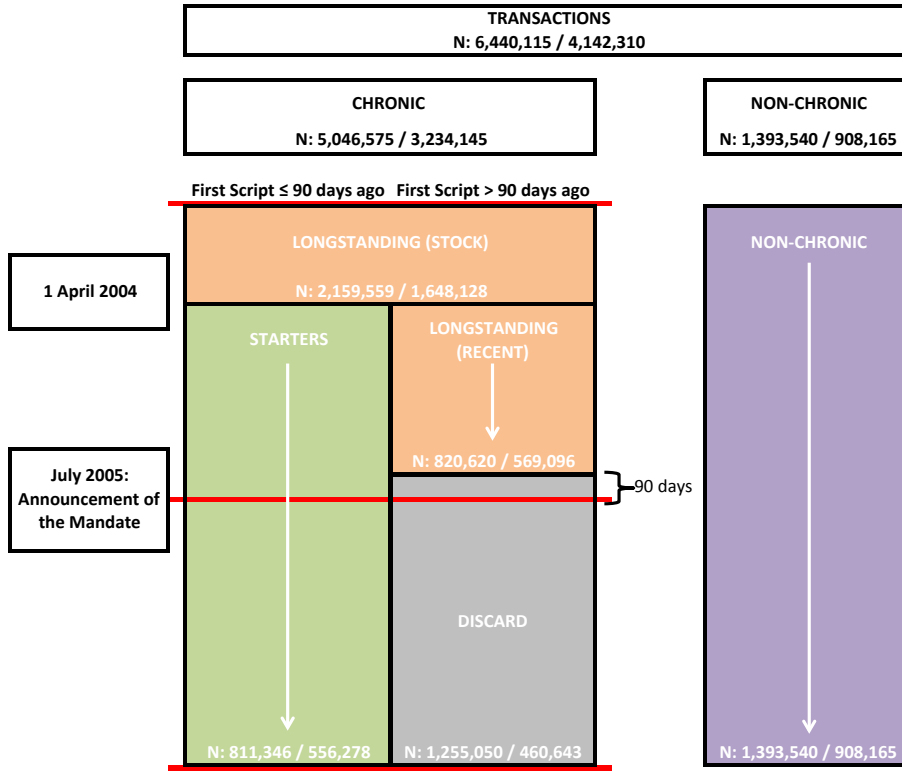 TRANSACTIONS
N: 6,440,115 / 4,142,310
CHRONIC
N: 5,046,575 / 3,234,145
NON-CHRONIC
N: 1,393,540 / 908,165
First Script ≤ 90 days ago
First Script > 90 days ago
LONGSTANDING (STOCK)
N: 2,159,559 / 1,648,128
NON-CHRONIC
1 April 2004
STARTERS
LONGSTANDING
(RECENT)
N: 820,620 / 569,096
July 2005:
Announcement of
the Mandate
90 days
DISCARD
N: 811,346 / 556,278
N: 1,255,050 / 460,643
N: 1,393,540 / 908,165